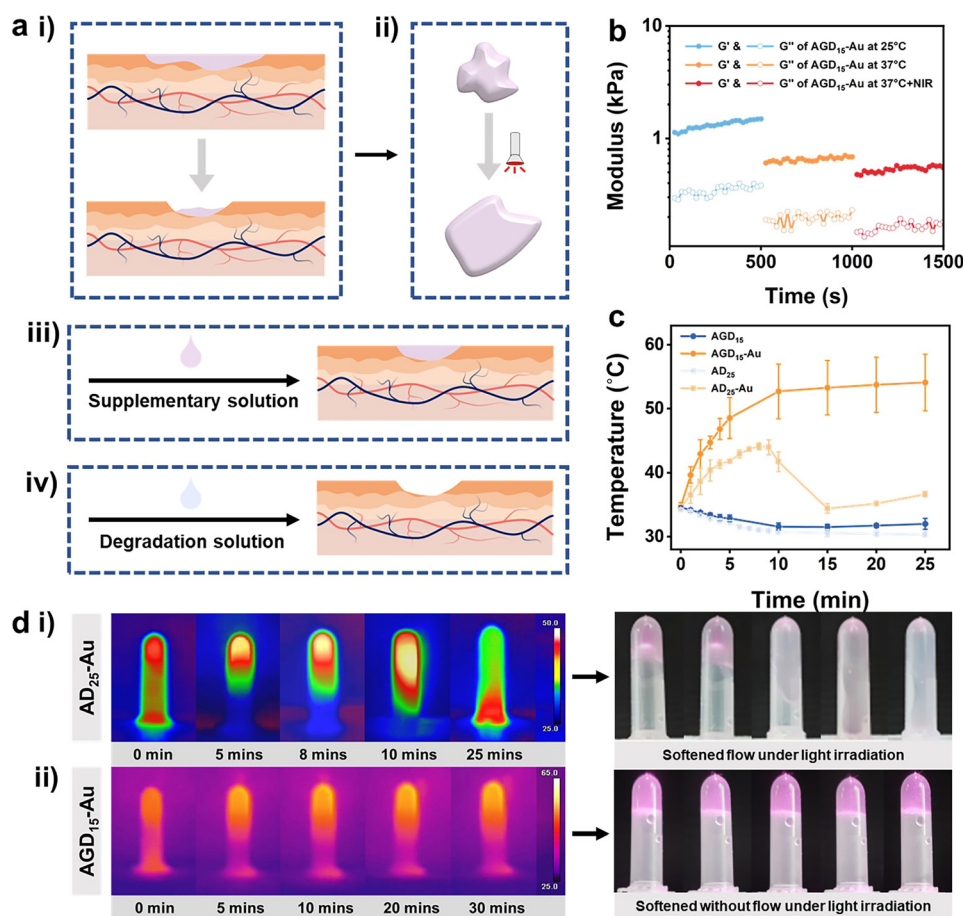 a i)
ii)
iii)
Supplementary solution
iv)
Degradation solution
b
G' & G'' of AGD₁₅-Au at 25°C
G' & G'' of AGD₁₅-Au at 37°C
G' & G'' of AGD₁₅-Au at 37°C+NIR
Modulus (kPa)
10
1
0 500 1000 1500
Time (s)
c
AGD₁₅
AGD₁₅-Au
AD₂₅
AD₂₅-Au
Temperature (°C)
60
50
40
30
0 5 10 15 20 25
Time (min)
d i)
AD₂₅-Au
50.0
25.0
0 min 5 mins 8 mins 10 mins 25 mins
Softened flow under light irradiation
ii)
AGD₁₅-Au
65.0
25.0
0 min 5 mins 10 mins 20 mins 30 mins
Softened without flow under light irradiation